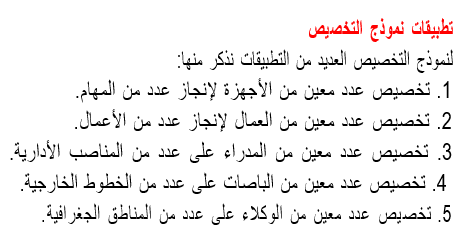 تطبيقات نموذج التخصيص
لنموذج التخصيص العديد من التطبيقات نذكر منها:
1. تخصيص عدد معين من الأجهزة لإنجاز عدد من المهام.
2. تخصيص عدد معين من العمال لإنجاز عدد من الأعمال.
3. تخصيص عدد معين من المدراء على عدد من المناصب الأدارية.
4. تخصيص عدد معين من الباصات على عدد من الخطوط الخارجية.
5. تخصيص عدد معين من الوكلاء على عدد من المناطق الجغرافية.